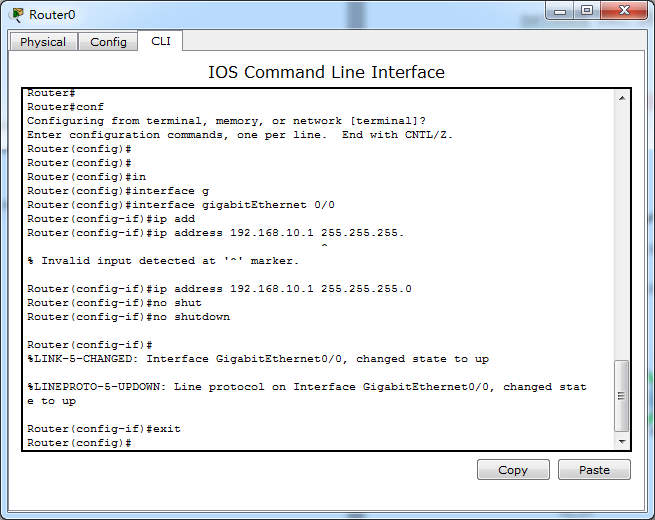 Router0
Physical Config CLI
IOS Command Line Interface
Router#
Router#conf
Configuring from terminal, memory, or network [terminal]?
Enter configuration commands, one per line.  End with CNTL/Z.
Router(config)#
Router(config)#
Router(config)#in
Router(config)#interface g
Router(config)#interface gigabitEthernet 0/0
Router(config-if)#ip add
Router(config-if)#ip address 192.168.10.1 255.255.255.
^
% Invalid input detected at '^' marker.
Router(config-if)#ip address 192.168.10.1 255.255.255.0
Router(config-if)#no shut
Router(config-if)#no shutdown
Router(config-if)#
%LINK-5-CHANGED: Interface GigabitEthernet0/0, changed state to up
%LINEPROTO-5-UPDOWN: Line protocol on Interface GigabitEthernet0/0, changed stat
e to up
Router(config-if)#exit
Router(config)#
Copy Paste